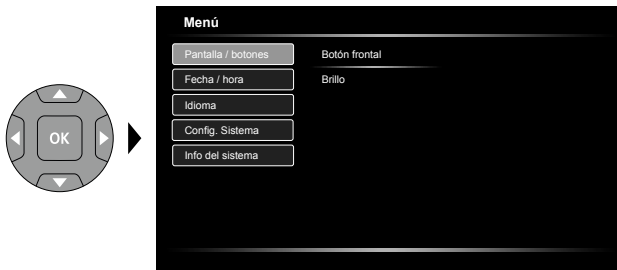 Menú
Pantalla / botones
Botón frontal
Fecha / hora
Brillo
Idioma
OK
Config. Sistema
Info del sistema